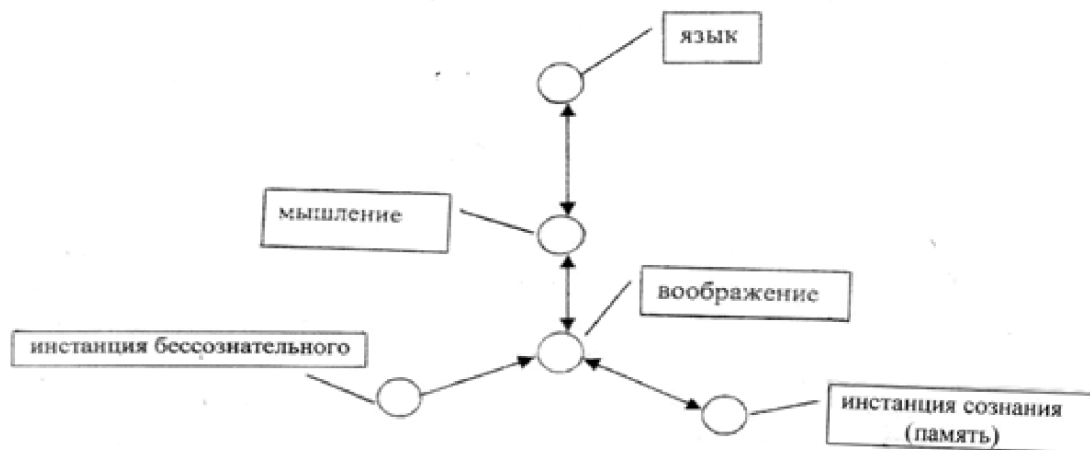 язык
мышление
воображение
инстанция бессознательного
инстанция сознания
(память)